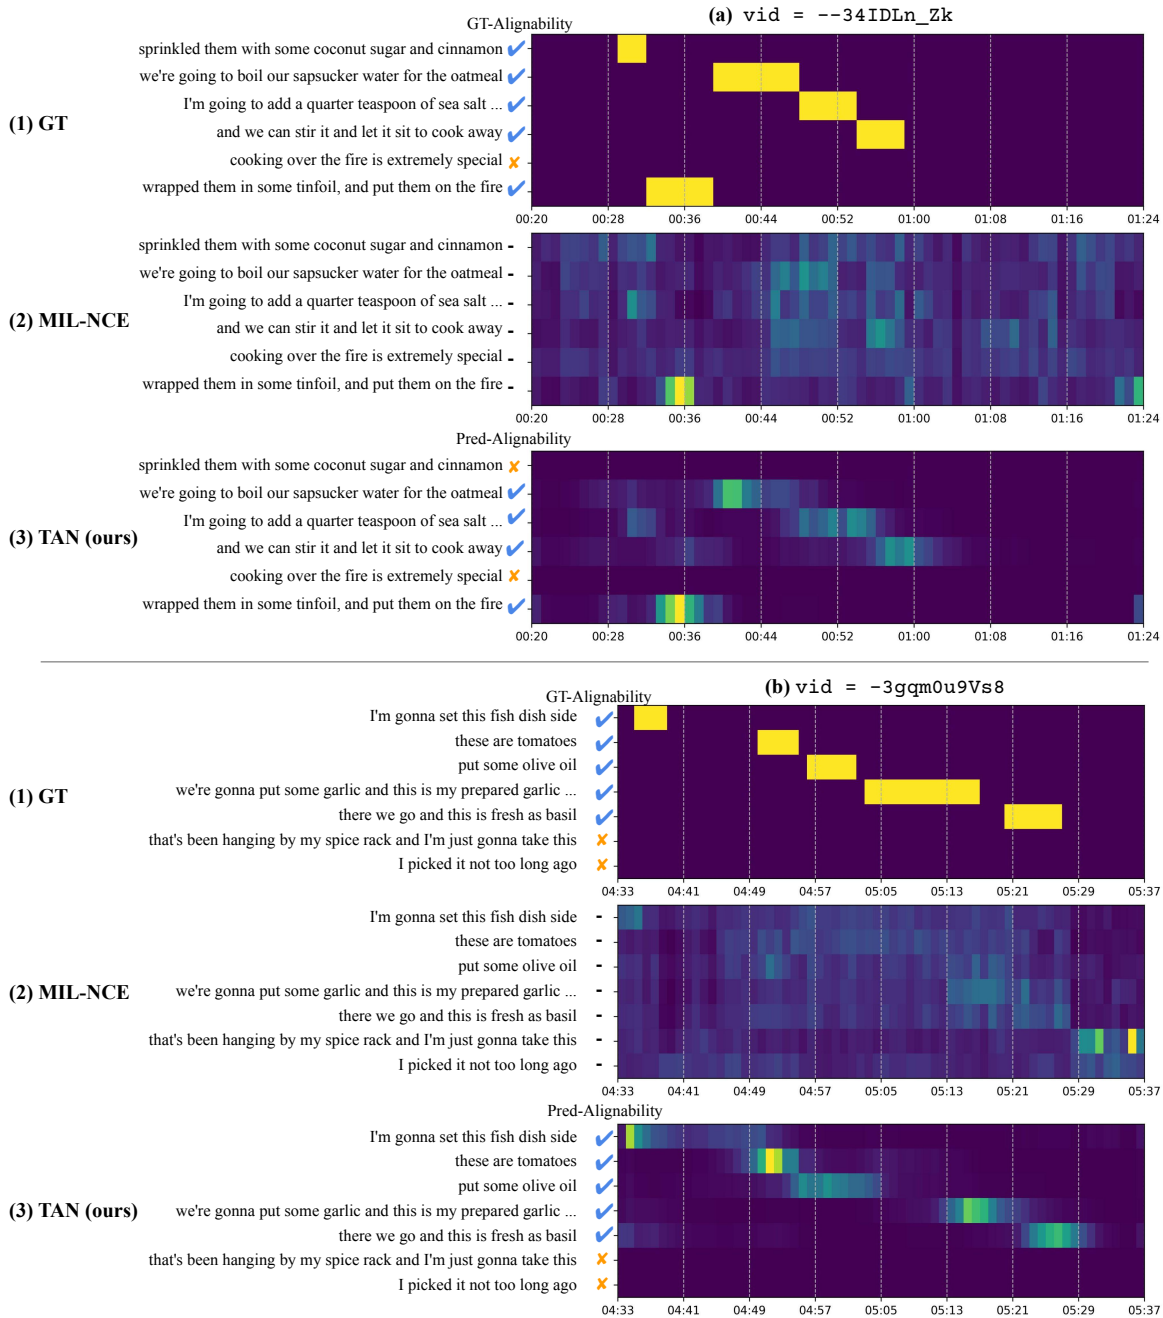 (a) vid = --34IDLn_Zk
GT-Alignability
(1) GT
sprinkled them with some coconut sugar and cinnamon ✔
we're going to boil our sapsucker water for the oatmeal ✔
I'm going to add a quarter teaspoon of sea salt ... ✔
and we can stir it and let it sit to cook away ✔
cooking over the fire is extremely special ✘
wrapped them in some tinfoil, and put them on the fire ✔
00:20 00:28 00:36 00:44 00:52 01:00 01:08 01:16 01:24
(2) MIL-NCE
sprinkled them with some coconut sugar and cinnamon -
we're going to boil our sapsucker water for the oatmeal -
I'm going to add a quarter teaspoon of sea salt ... -
and we can stir it and let it sit to cook away -
cooking over the fire is extremely special -
wrapped them in some tinfoil, and put them on the fire -
00:20 00:28 00:36 00:44 00:52 01:00 01:08 01:16 01:24
Pred-Alignability
(3) TAN (ours)
sprinkled them with some coconut sugar and cinnamon ✘
we're going to boil our sapsucker water for the oatmeal ✔
I'm going to add a quarter teaspoon of sea salt ... ✔
and we can stir it and let it sit to cook away ✔
cooking over the fire is extremely special ✘
wrapped them in some tinfoil, and put them on the fire ✔
00:20 00:28 00:36 00:44 00:52 01:00 01:08 01:16 01:24
(b) vid = -3gqm0u9Vs8
GT-Alignability
(1) GT
I'm gonna set this fish dish side ✔
these are tomatoes ✔
put some olive oil ✔
we're gonna put some garlic and this is my prepared garlic ... ✔
there we go and this is fresh as basil ✔
that's been hanging by my spice rack and I'm just gonna take this ✘
I picked it not too long ago ✘
04:33 04:41 04:49 04:57 05:05 05:13 05:21 05:29 05:37
(2) MIL-NCE
I'm gonna set this fish dish side -
these are tomatoes -
put some olive oil -
we're gonna put some garlic and this is my prepared garlic ... -
there we go and this is fresh as basil -
that's been hanging by my spice rack and I'm just gonna take this -
I picked it not too long ago -
04:33 04:41 04:49 04:57 05:05 05:13 05:21 05:29 05:37
Pred-Alignability
(3) TAN (ours)
I'm gonna set this fish dish side ✔
these are tomatoes ✔
put some olive oil ✔
we're gonna put some garlic and this is my prepared garlic ... ✔
there we go and this is fresh as basil ✔
that's been hanging by my spice rack and I'm just gonna take this ✘
I picked it not too long ago ✘
04:33 04:41 04:49 04:57 05:05 05:13 05:21 05:29 05:37